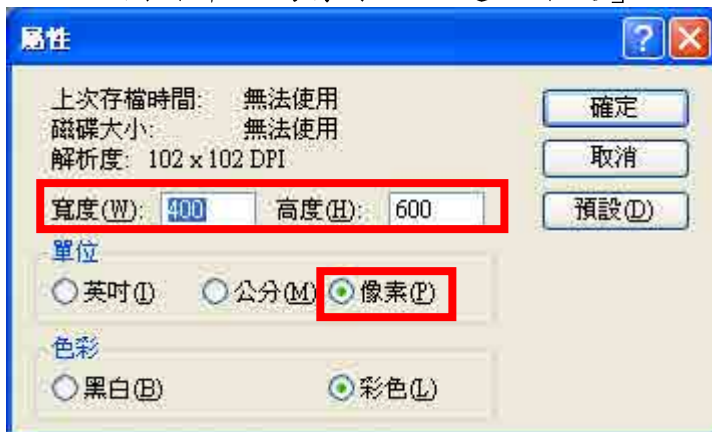 屬性
上次存檔時間: 無法使用
磁碟大小: 無法使用
解析度: 102 x 102 DPI
確定
取消
寬度(W): 400 高度(H): 600
預設(D)
單位
英吋(I) 公分(M) 像素(P)
色彩
黑白(B) 彩色(L)